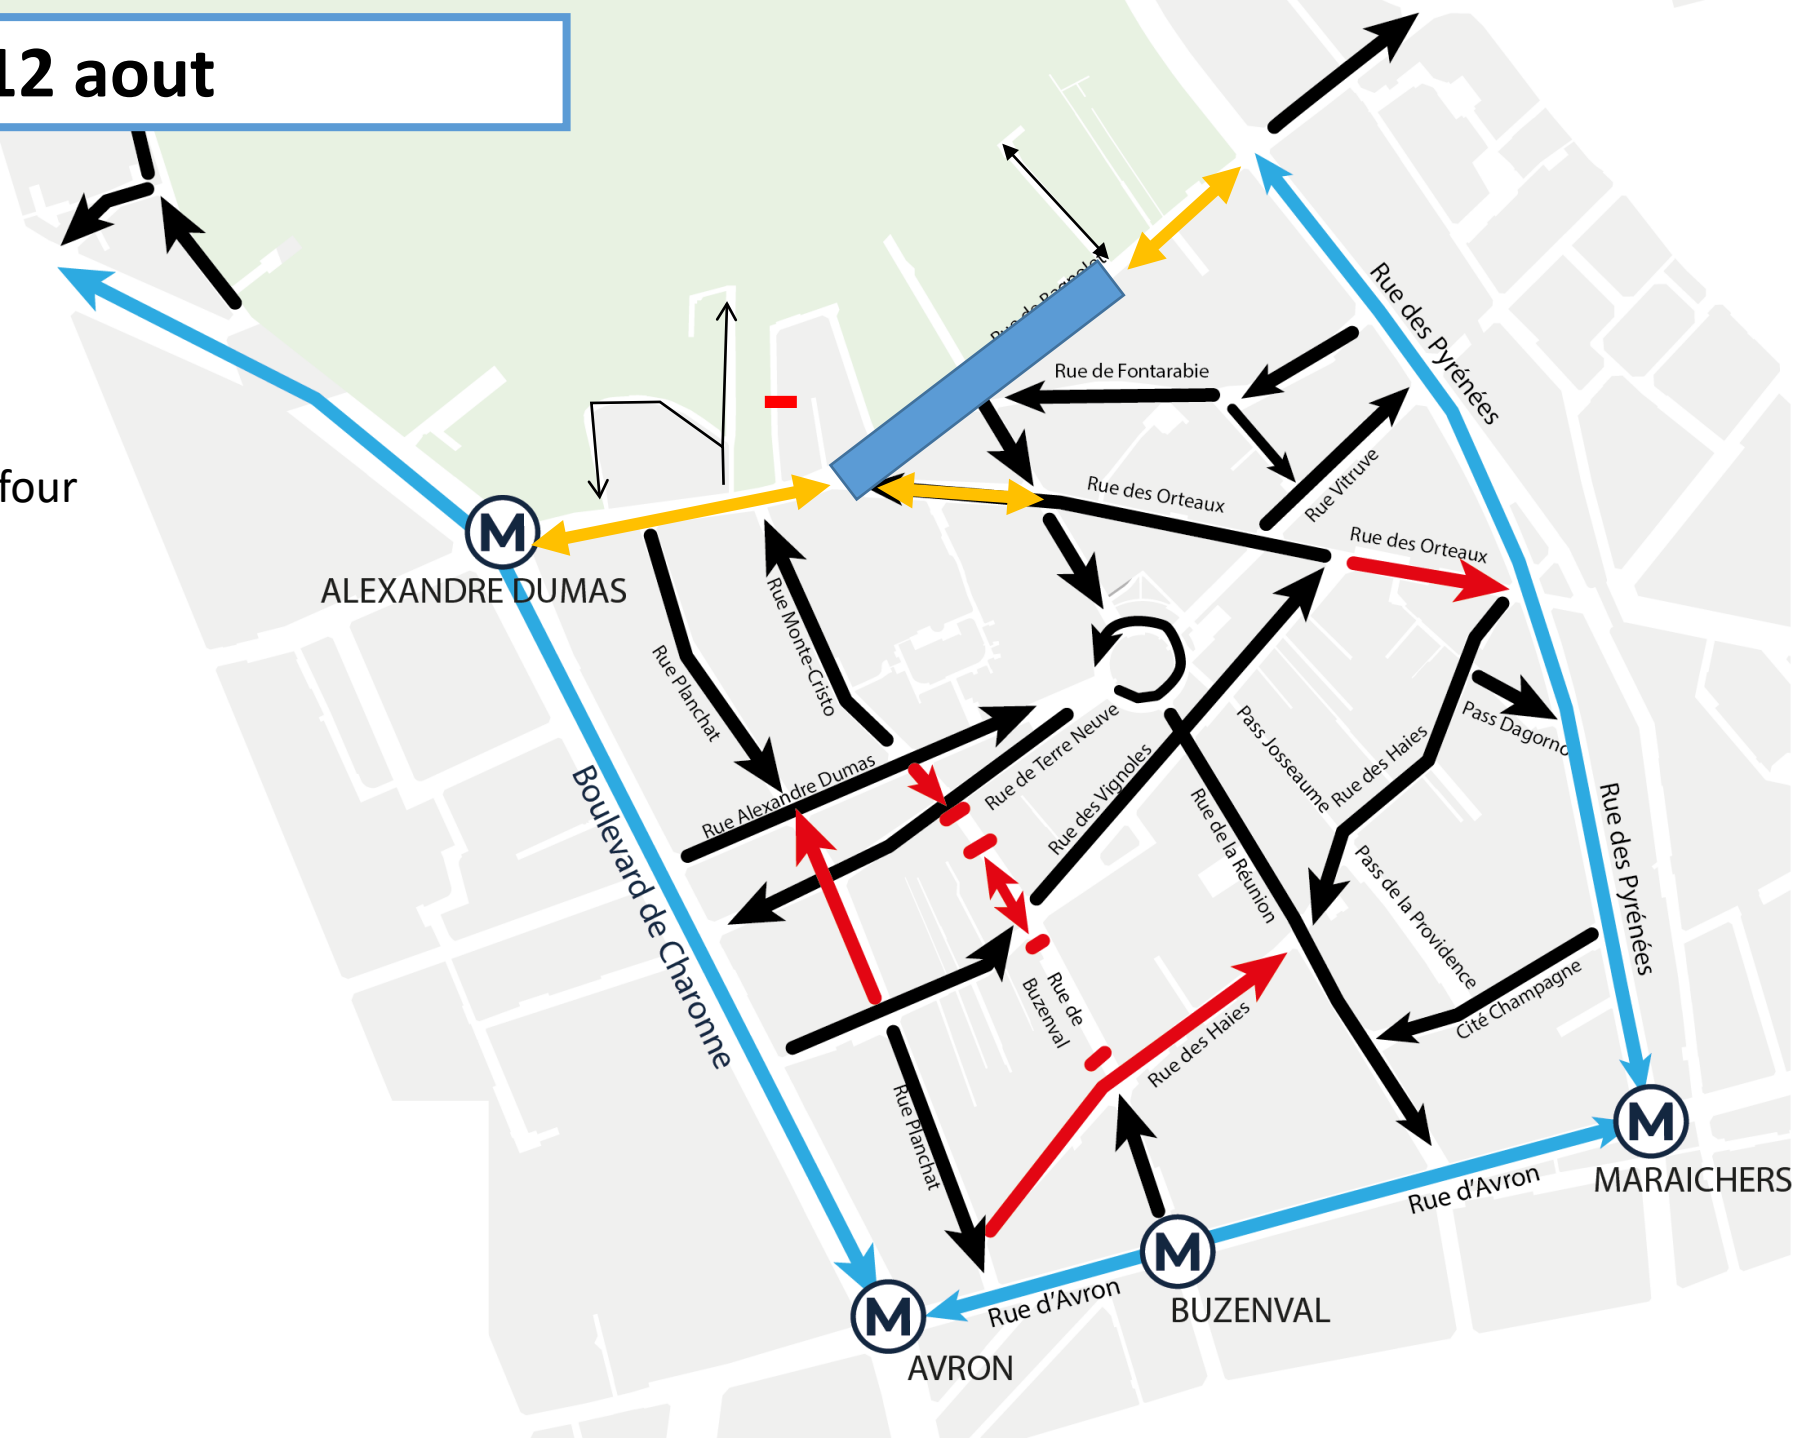 12 aout
four
Rue de Bagnolet
Rue des Pyrénées
Rue de Fontarabie
Rue Vitruve
Rue des Orteaux
Rue des Orteaux
M
ALEXANDRE DUMAS
Rue Planchat
Rue Monte-Cristo
Rue Alexandre Dumas
Rue de Terre Neuve
Rue des Vignoles
Pass Josseaume
Rue des Haies
Pass Dagorno
Boulevard de Charonne
Rue de la Réunion
Pass de la Providence
Rue des Pyrénées
Rue de
Buzenval
Cité Champagne
Rue des Haies
Rue Planchat
M
MARAICHERS
Rue d'Avron
M
BUZENVAL
Rue d'Avron
M
AVRON